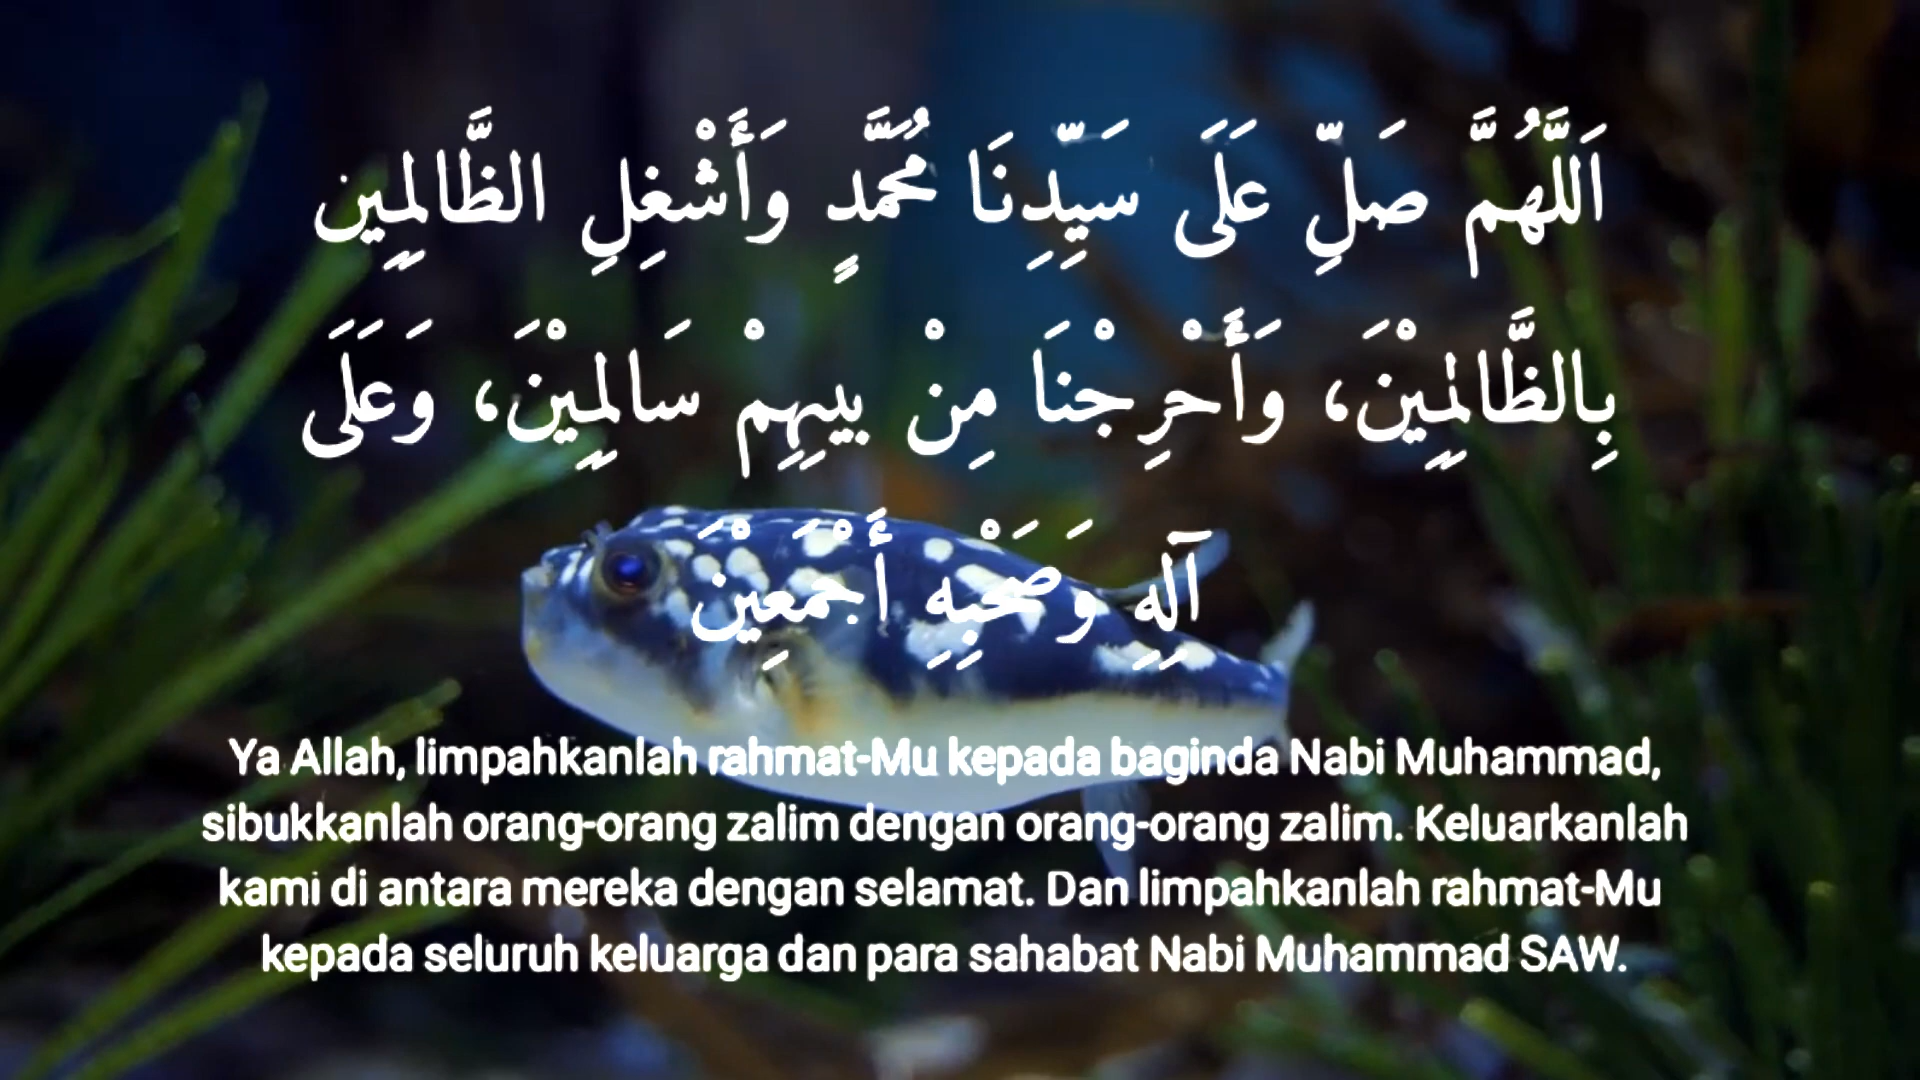 اَللَّهُمَّ صَلِّ عَلَى سَيِّدِنَا مُحَمَّدٍ وَأَشْغِلِ الظَّالِمِين
بِالظَّالِمِيْنَ، وَأَحْرِجْنَا مِنْ بيبِهِمْ سَالِمِيْنَ، وَعَلَى
آلِهِ وَصَحْبِهِ أَجْمَعِيْنَ
Ya Allah, limpahkanlah rahmat-Mu kepada baginda Nabi Muhammad,
sibukkanlah orang-orang zalim dengan orang-orang zalim. Keluarkanlah
kami di antara mereka dengan selamat. Dan limpahkanlah rahmat-Mu
kepada seluruh keluarga dan para sahabat Nabi Muhammad SAW.